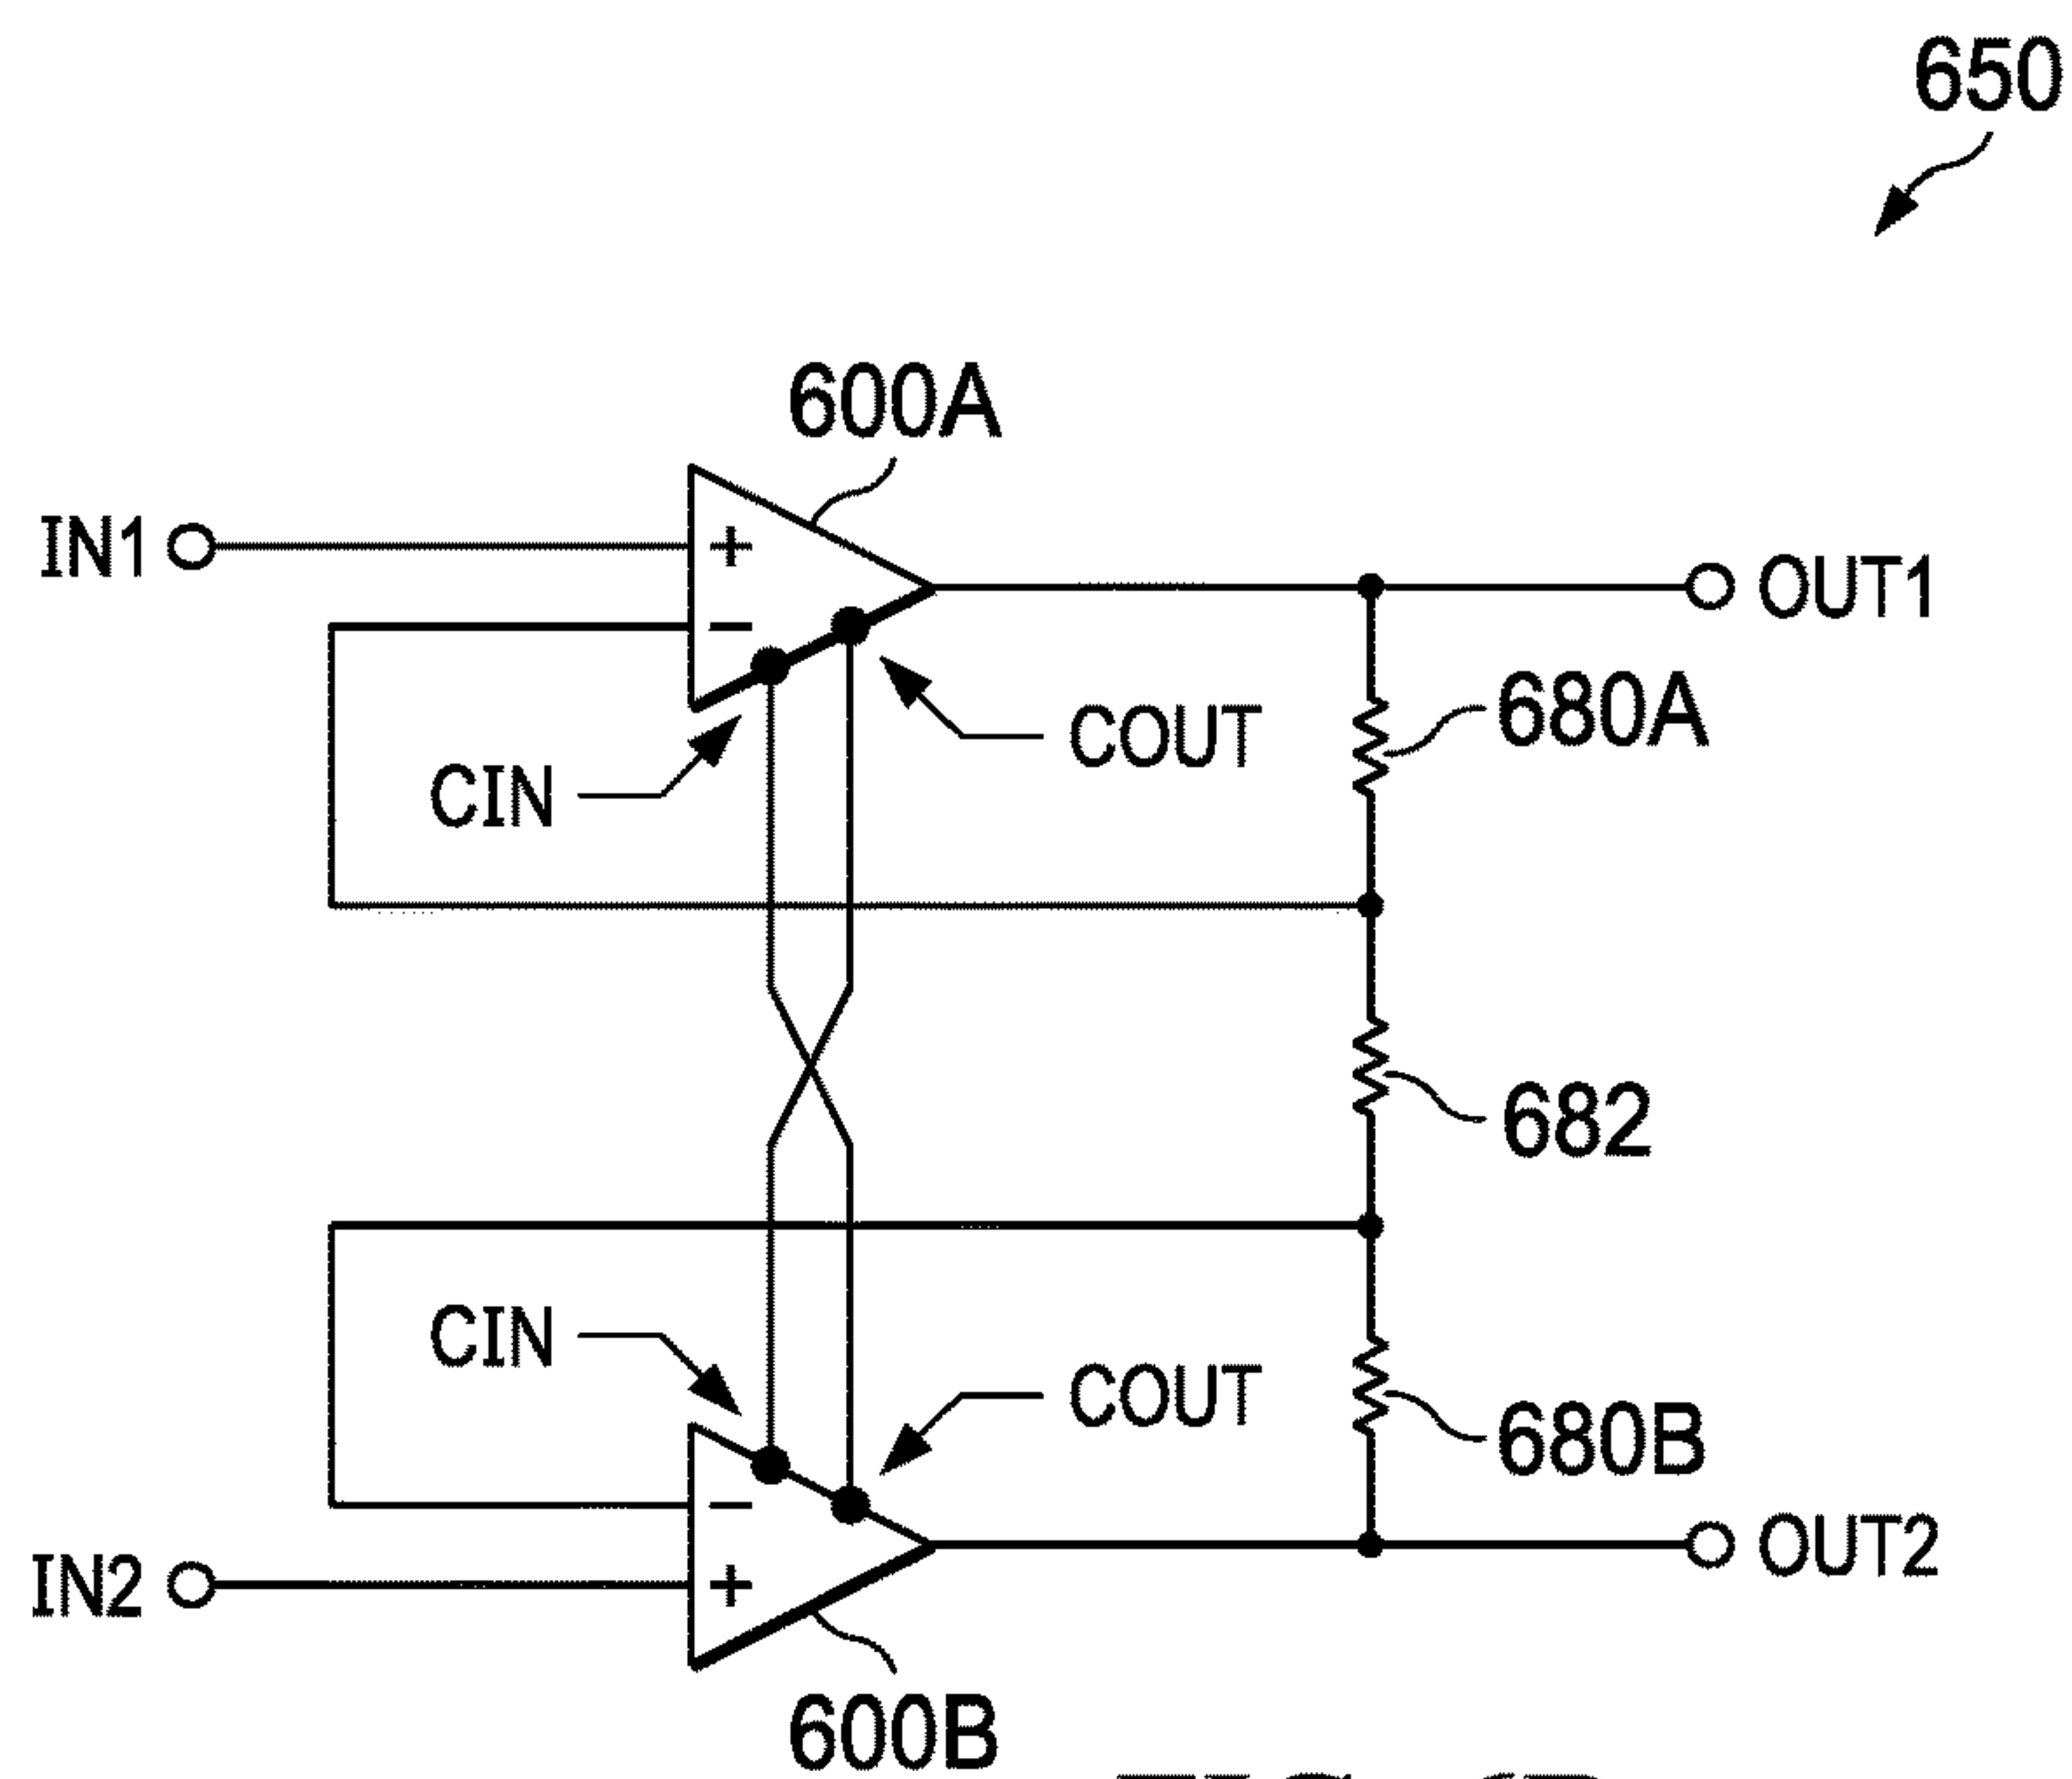 650
600A
IN1
+
−
OUT1
COUT
680A
CIN
682
CIN
COUT
680B
−
OUT2
IN2
+
600B